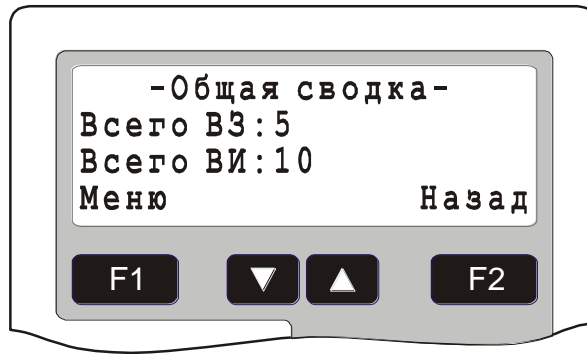 -Общая сводка-
Всего ВЗ:5
Всего ВИ:10
Меню Назад
F1 ▼ ▲ F2